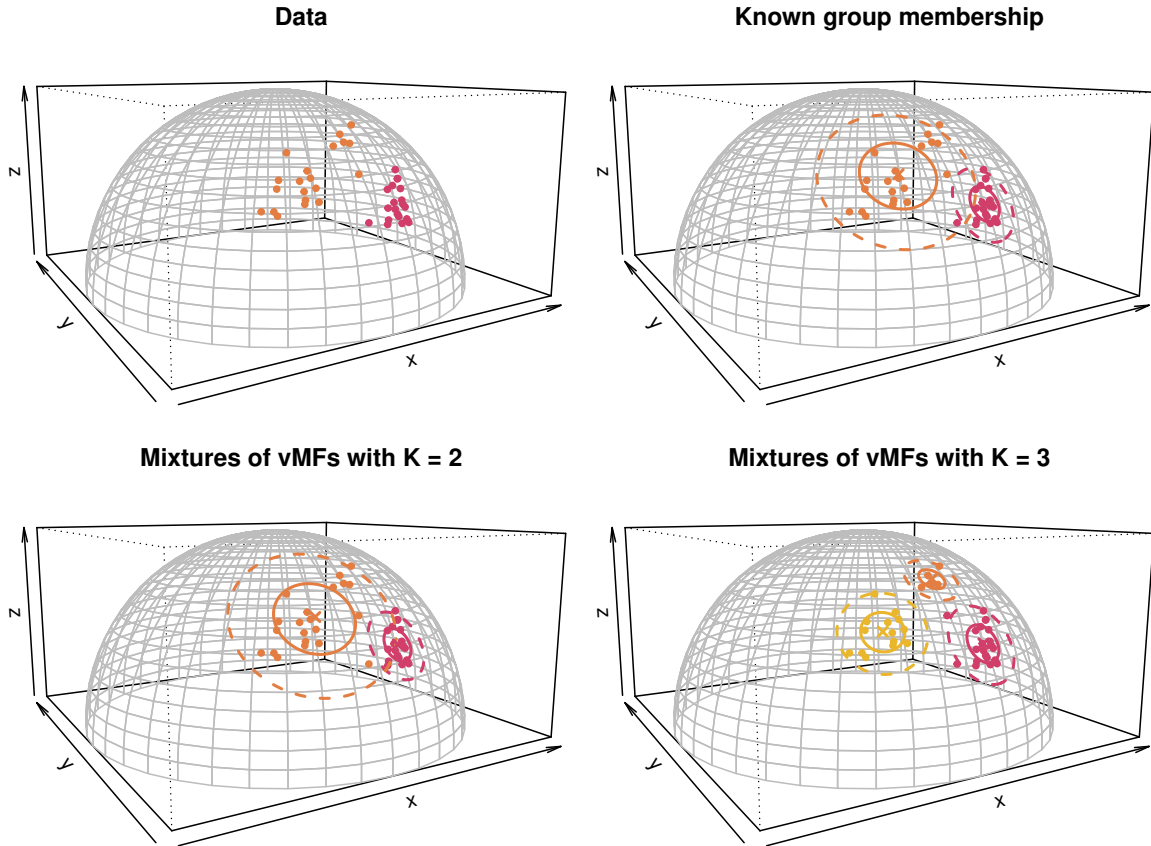 Data
Known group membership
z
y
x
z
y
x
Mixtures of vMFs with K = 2
Mixtures of vMFs with K = 3
z
y
x
z
y
x